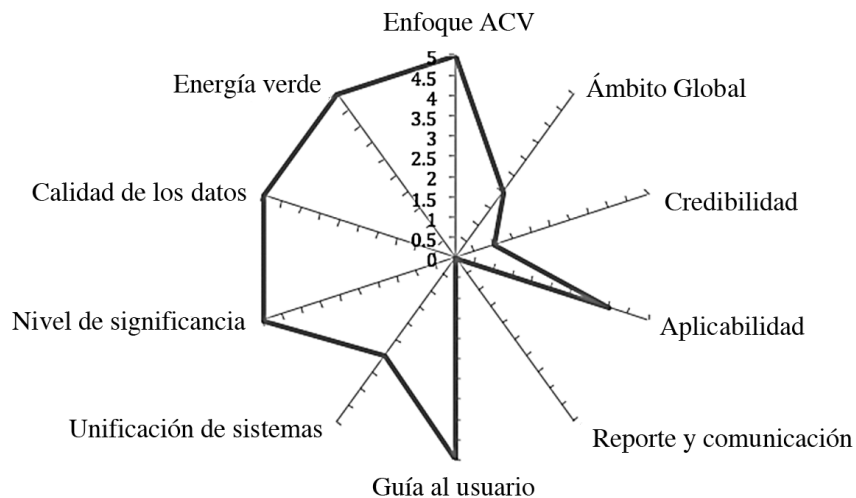 Enfoque ACV
5
4.5
4
3.5
3
2.5
2
1.5
1
0.5
0
Ámbito Global
Credibilidad
Aplicabilidad
Reporte y comunicación
Guía al usuario
Unificación de sistemas
Nivel de significancia
Calidad de los datos
Energía verde